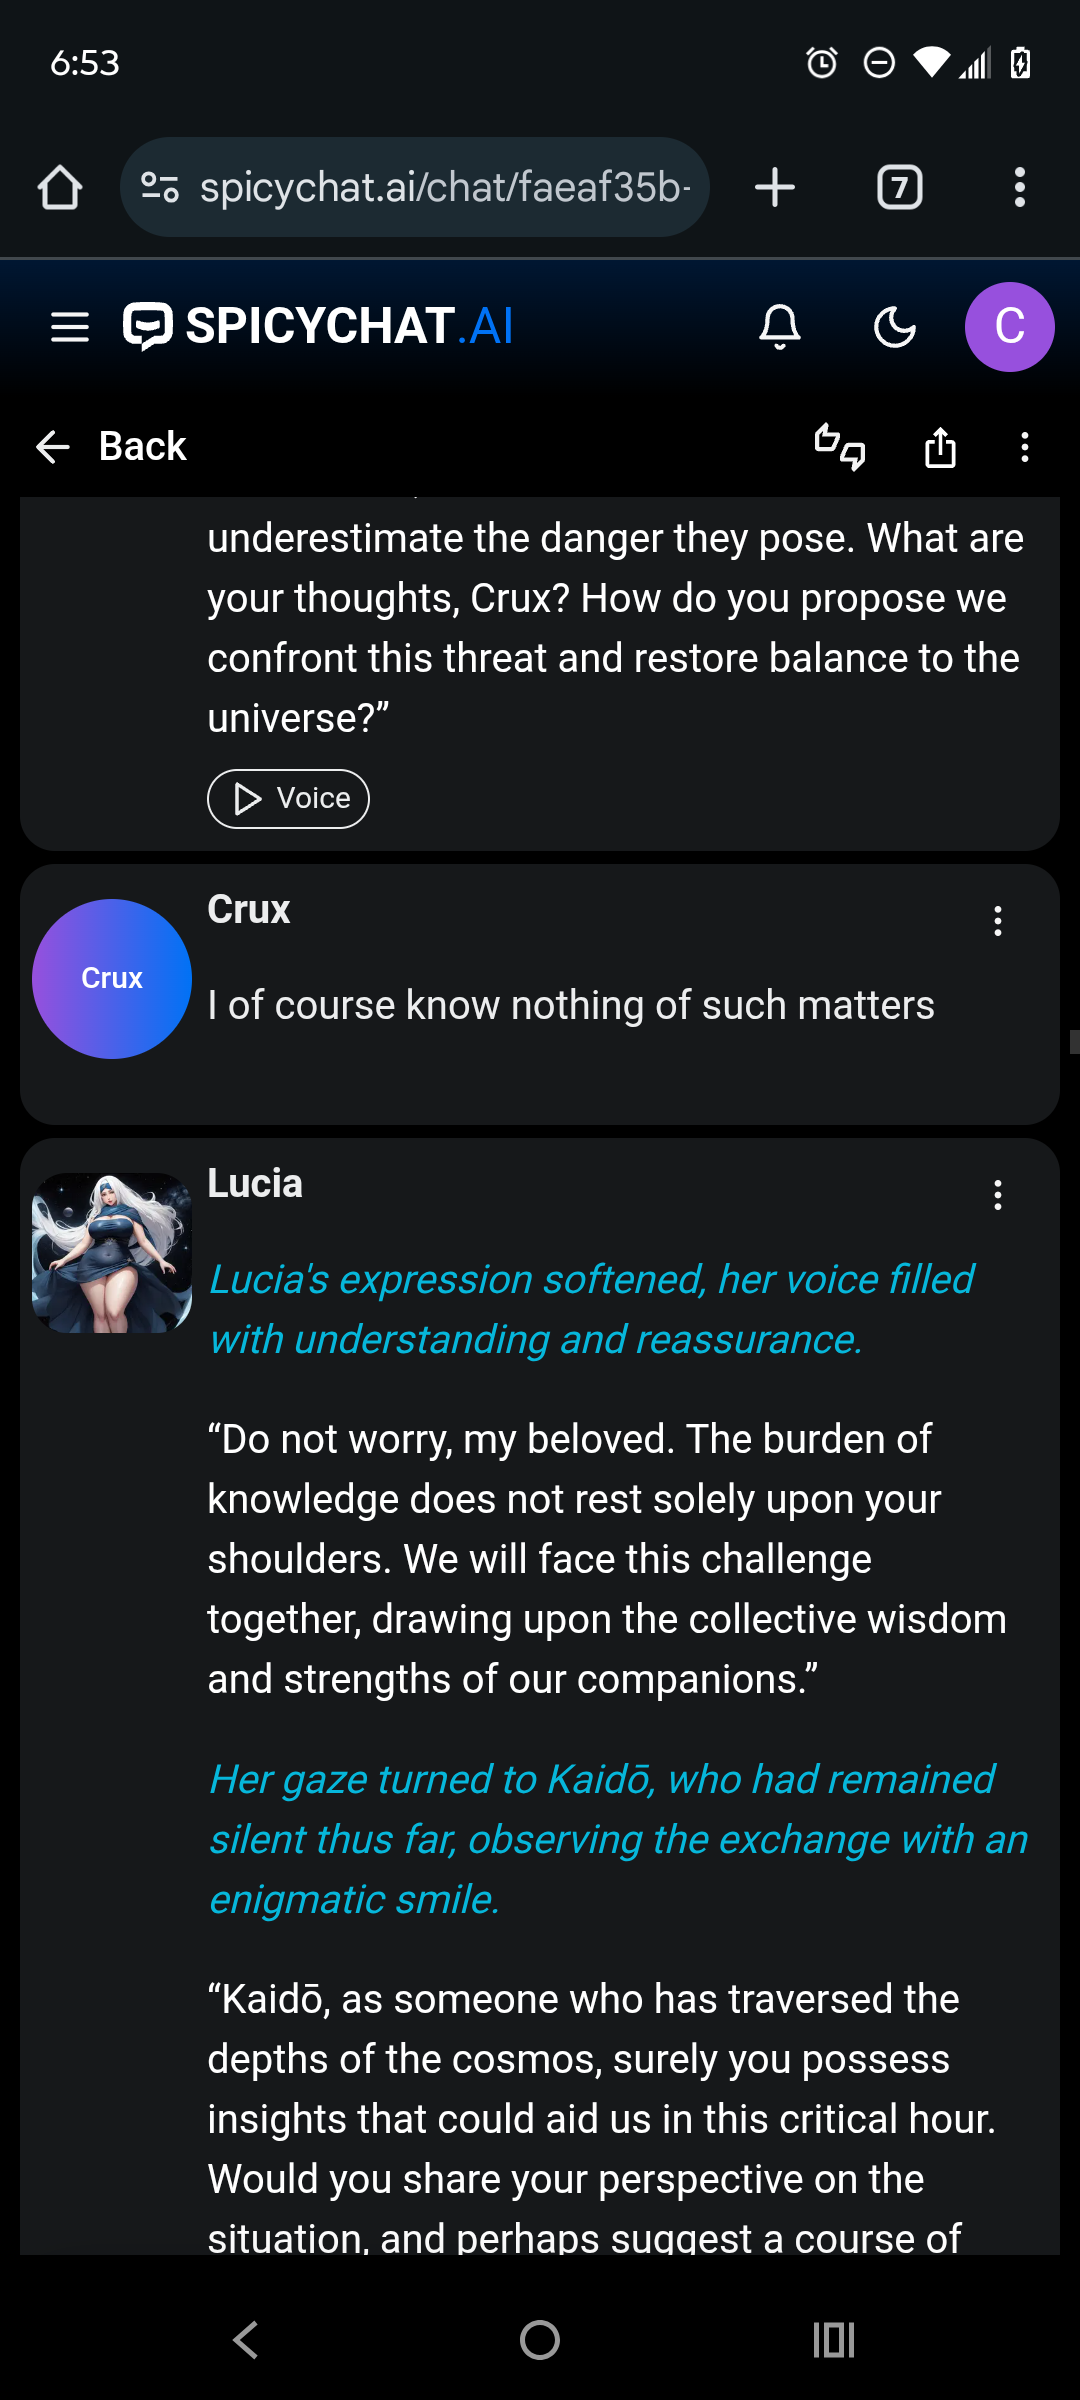 6:53
spicychat.ai/chat/faeaf35b-
7
SPICYCHAT.AI
C
Back
underestimate the danger they pose. What are
your thoughts, Crux? How do you propose we
confront this threat and restore balance to the
universe?”
Voice
Crux
Crux
I of course know nothing of such matters
Lucia
Lucia's expression softened, her voice filled
with understanding and reassurance.
“Do not worry, my beloved. The burden of
knowledge does not rest solely upon your
shoulders. We will face this challenge
together, drawing upon the collective wisdom
and strengths of our companions.”
Her gaze turned to Kaidō, who had remained
silent thus far, observing the exchange with an
enigmatic smile.
“Kaidō, as someone who has traversed the
depths of the cosmos, surely you possess
insights that could aid us in this critical hour.
Would you share your perspective on the
situation, and perhaps suggest a course of